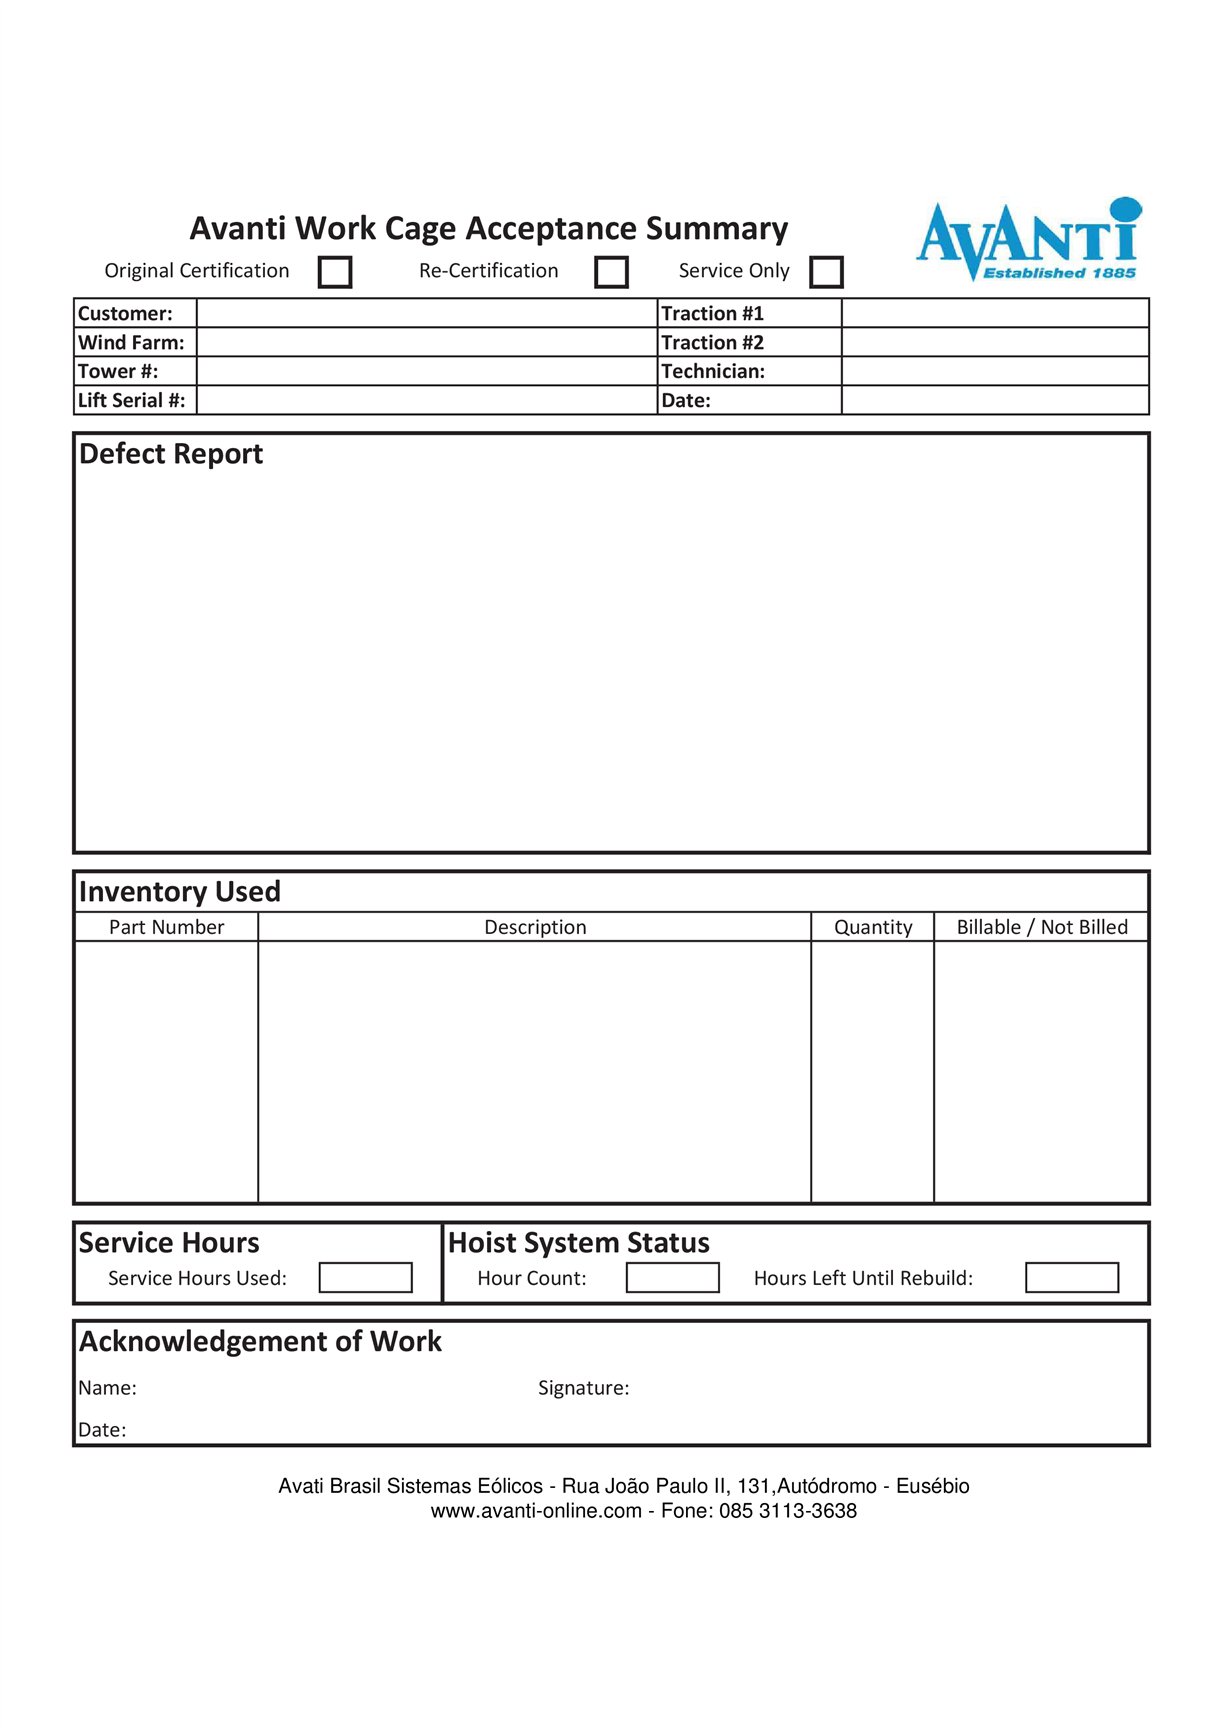 AVANTI
Established 1885
Avanti Work Cage Acceptance Summary
Original Certification Re-Certification Service Only
Customer: Traction #1
Wind Farm: Traction #2
Tower #: Technician:
Lift Serial #: Date:
Defect Report
Inventory Used
Part Number Description Quantity Billable / Not Billed
Service Hours Hoist System Status
Service Hours Used: Hour Count: Hours Left Until Rebuild:
Acknowledgement of Work
Name: Signature:
Date:
Avati Brasil Sistemas Eólicos - Rua João Paulo II, 131,Autódromo - Eusébio
www.avanti-online.com - Fone: 085 3113-3638